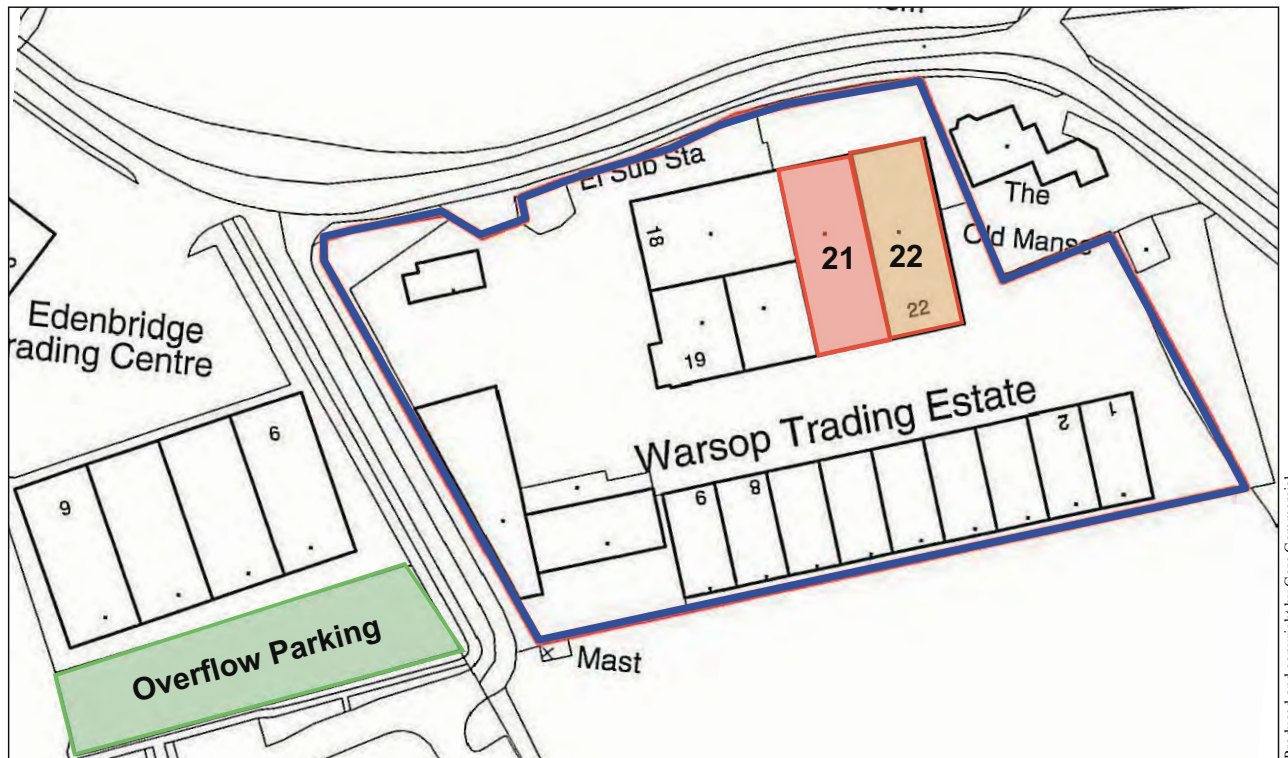 El Sub Sta
The
Old Manse
18
21
22
22
19
Edenbridge
rading Centre
Warsop Trading Estate
1
2
8
9
6
9
Overflow Parking
Mast